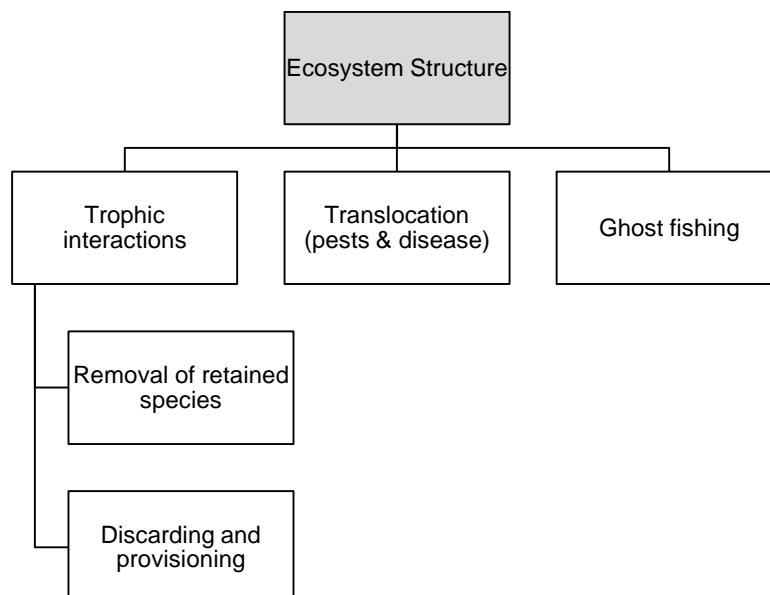 Ecosystem Structure
Trophic
interactions
Translocation
(pests & disease)
Ghost fishing
Removal of retained
species
Discarding and
provisioning